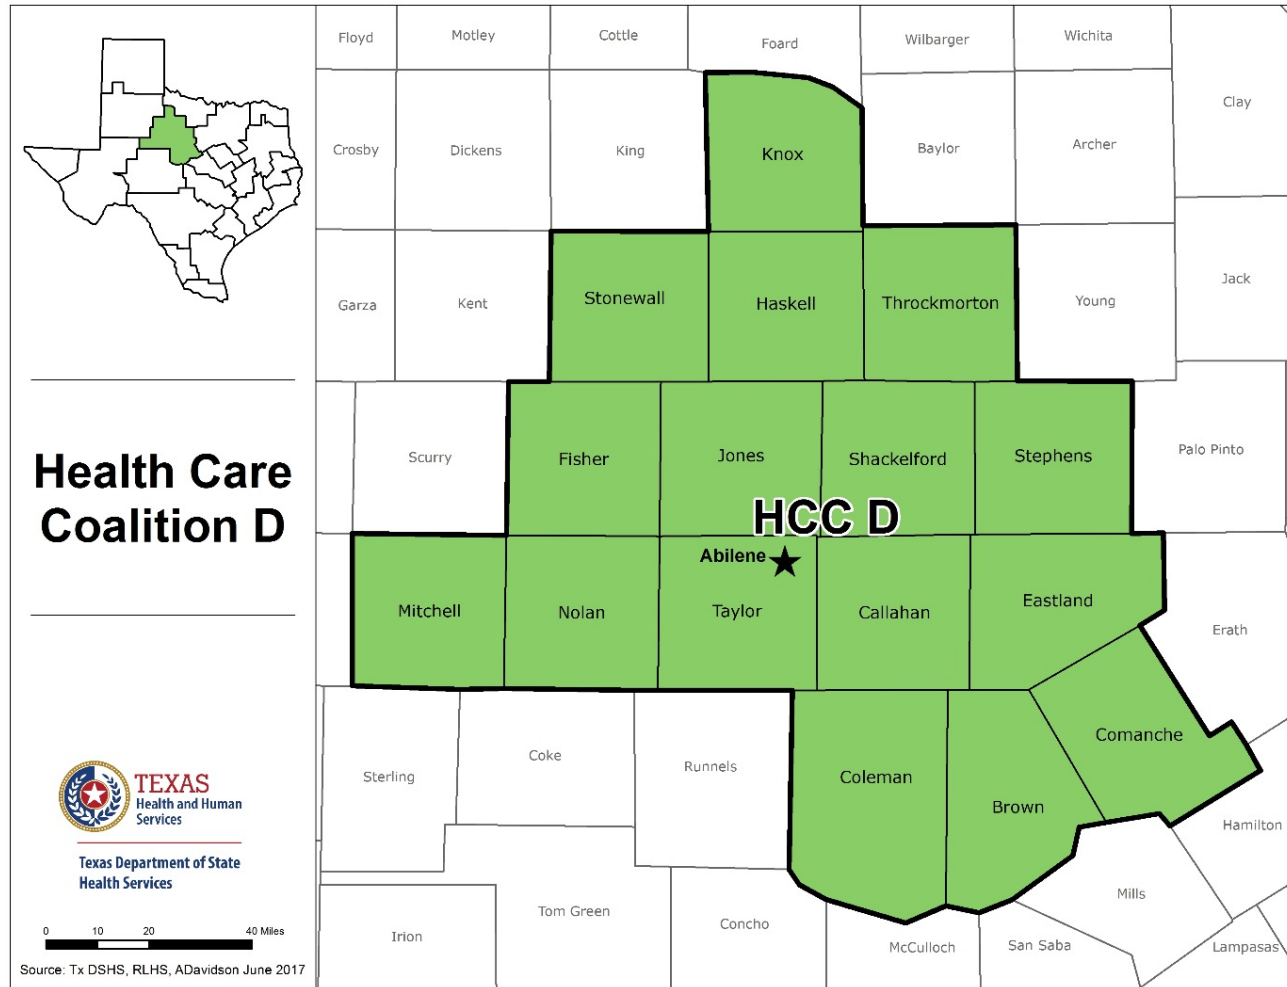 Floyd
Motley
Cottle
Foard
Wilbarger
Wichita
Clay
Crosby
Dickens
King
Knox
Baylor
Archer
Garza
Kent
Stonewall
Haskell
Throckmorton
Young
Jack
Health Care
Coalition D
Scurry
Fisher
Jones
Shackelford
Stephens
Palo Pinto
HCC D
Abilene
Mitchell
Nolan
Taylor
Callahan
Eastland
Erath
Sterling
Coke
Runnels
Coleman
Brown
Comanche
Hamilton
Irion
Tom Green
Concho
McCulloch
San Saba
Mills
Lampasas
TEXAS
Health and Human
Services
Texas Department of State
Health Services
0 10 20 40 Miles
Source: Tx DSHS, RLHS, ADavidson June 2017